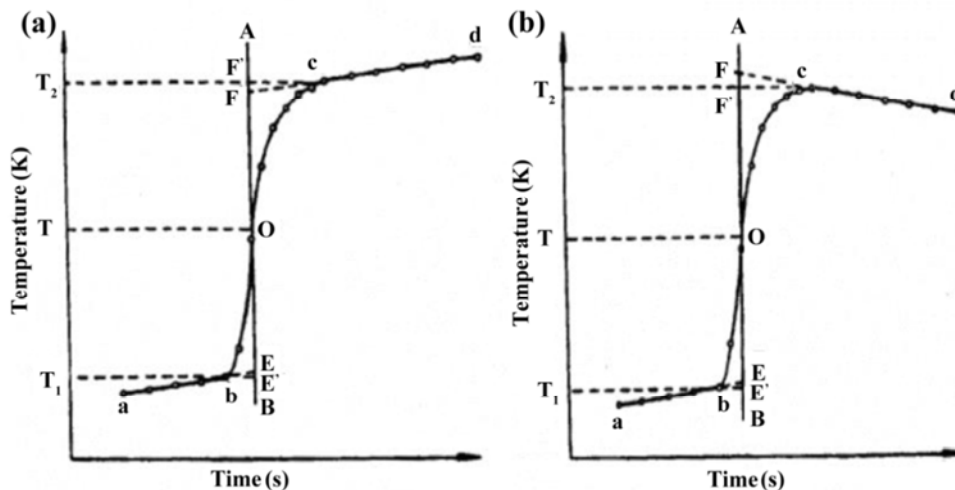 (a)
A
d
F'
c
T₂
F
Temperature (K)
T
O
T₁
E
E'
a
b
B
Time (s)
(b)
A
F
c
T₂
F'
Temperature (K)
T
O
T₁
E
E'
a
b
B
Time (s)